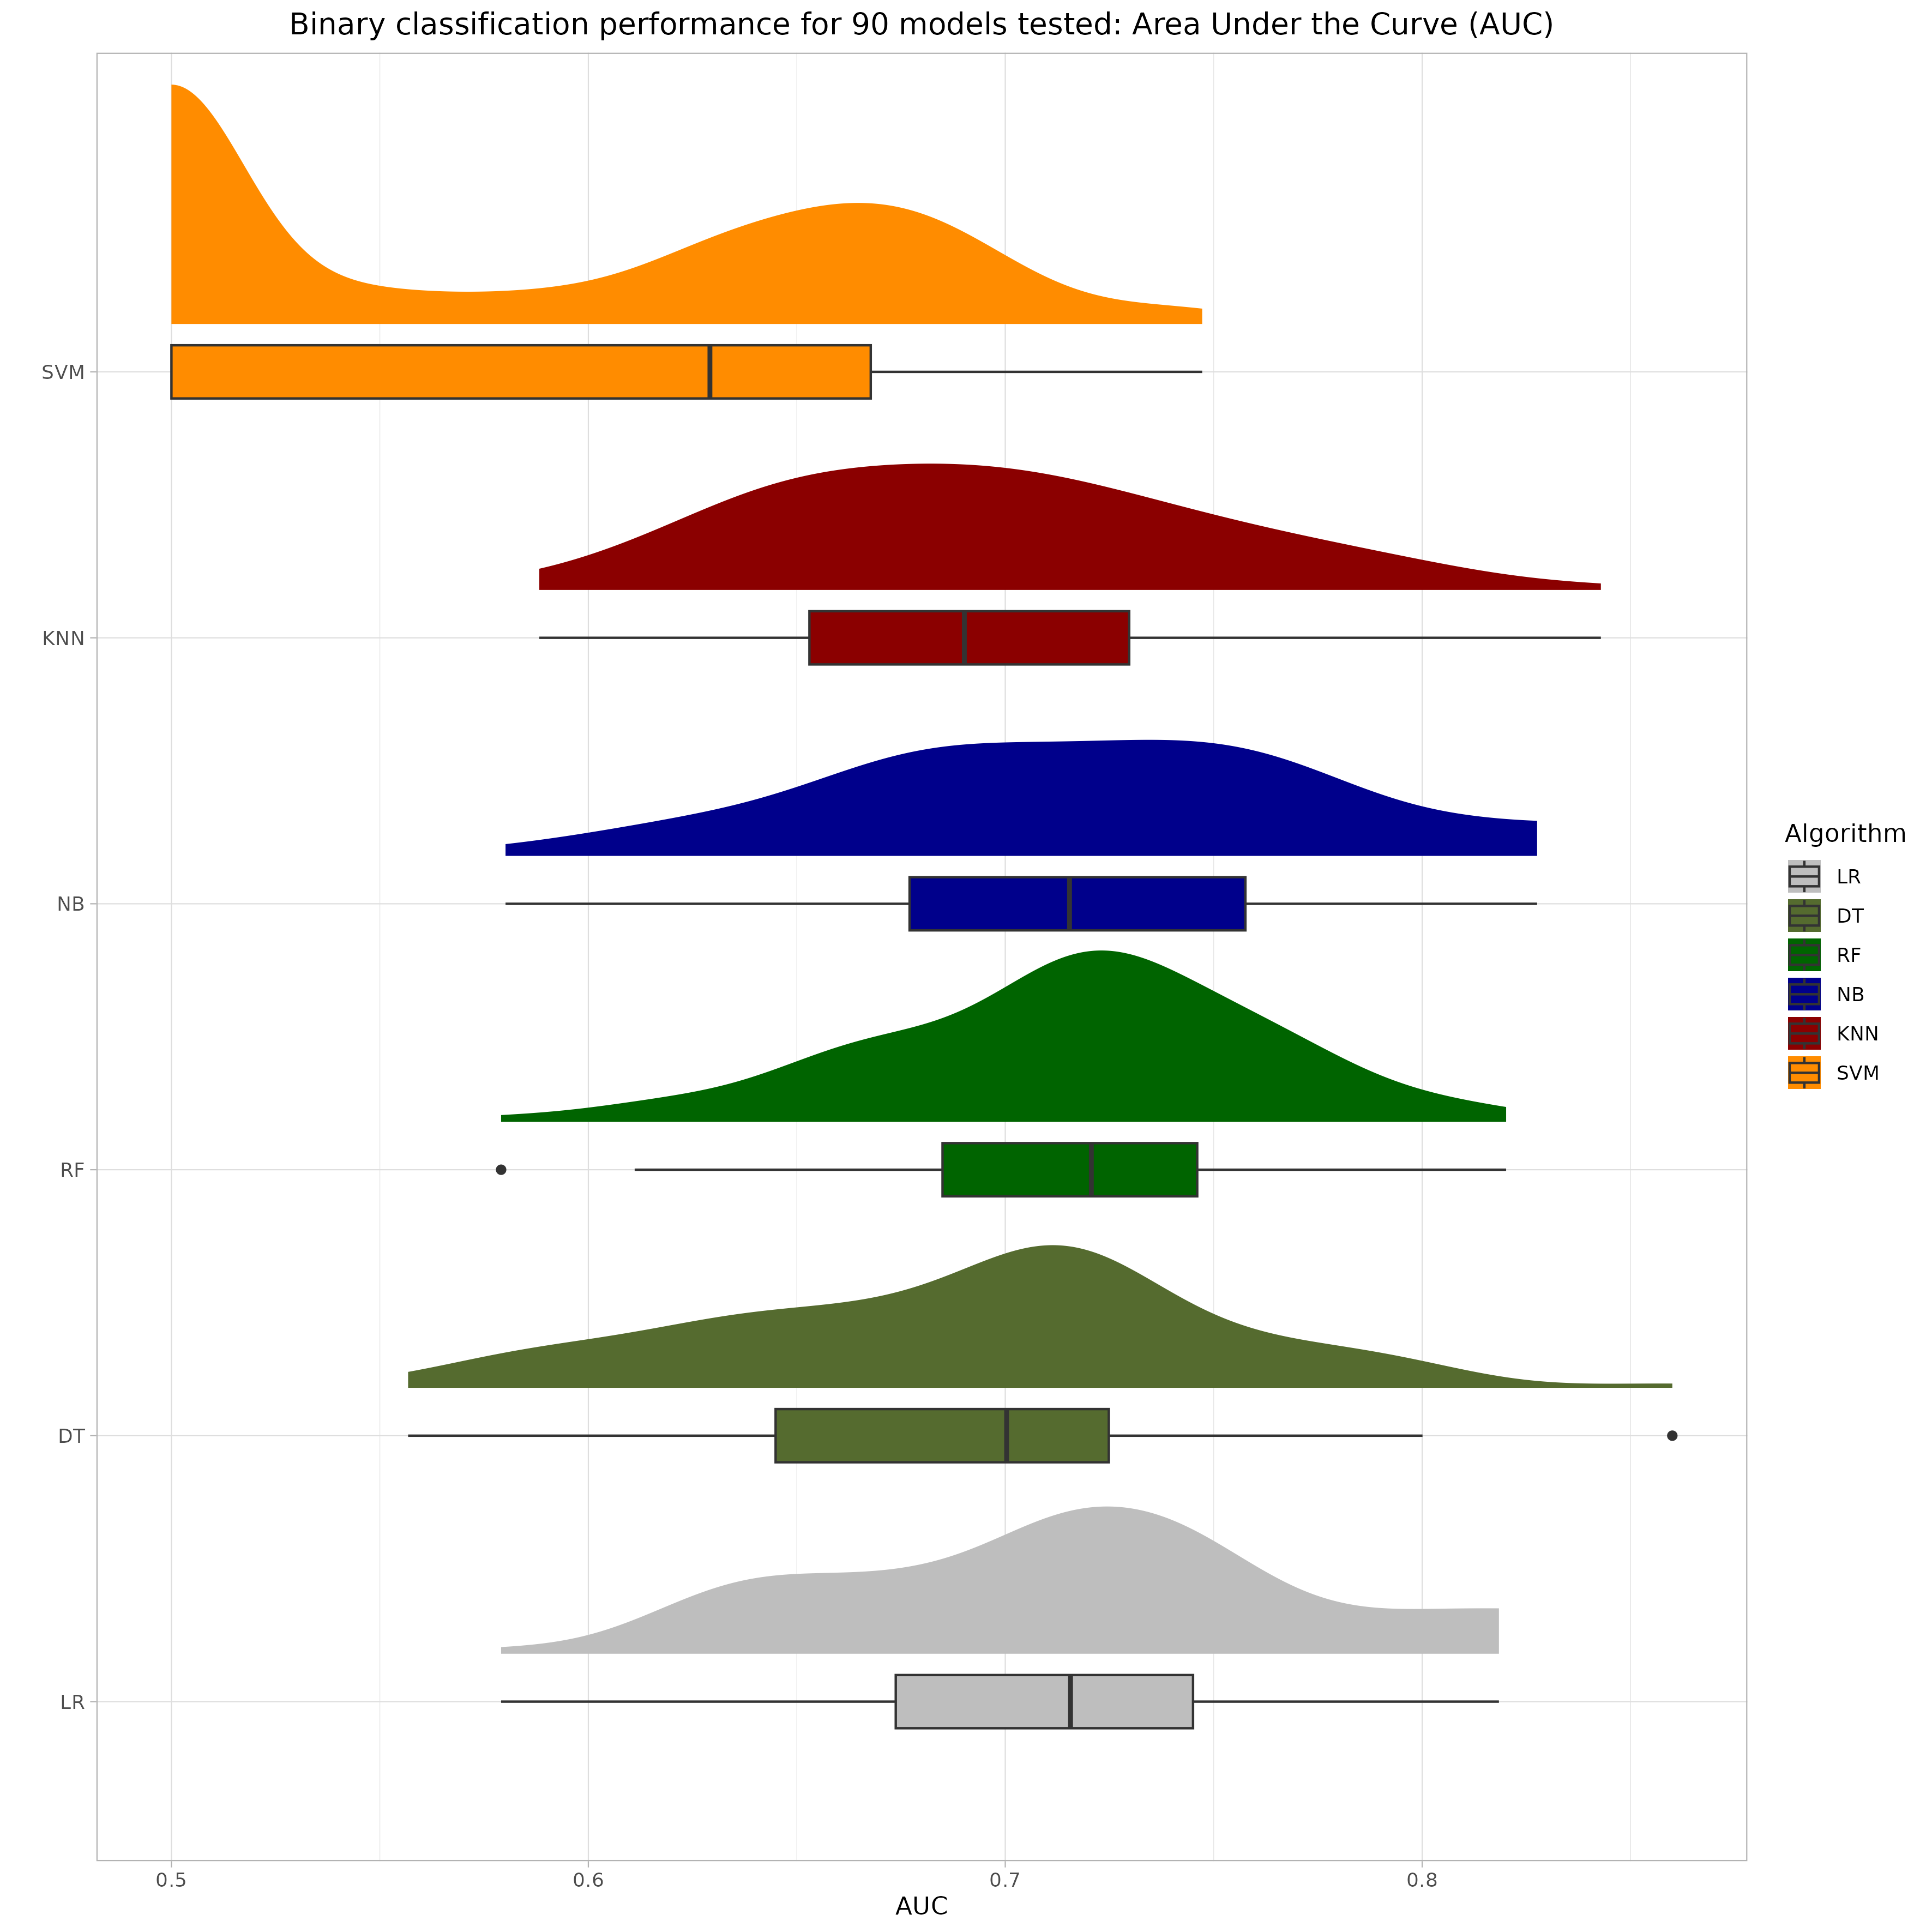 Binary classification performance for 90 models tested: Area Under the Curve (AUC)
SVM
KNN
NB
RF
DT
LR
0.5
0.6
0.7
0.8
AUC
Algorithm
LR
DT
RF
NB
KNN
SVM